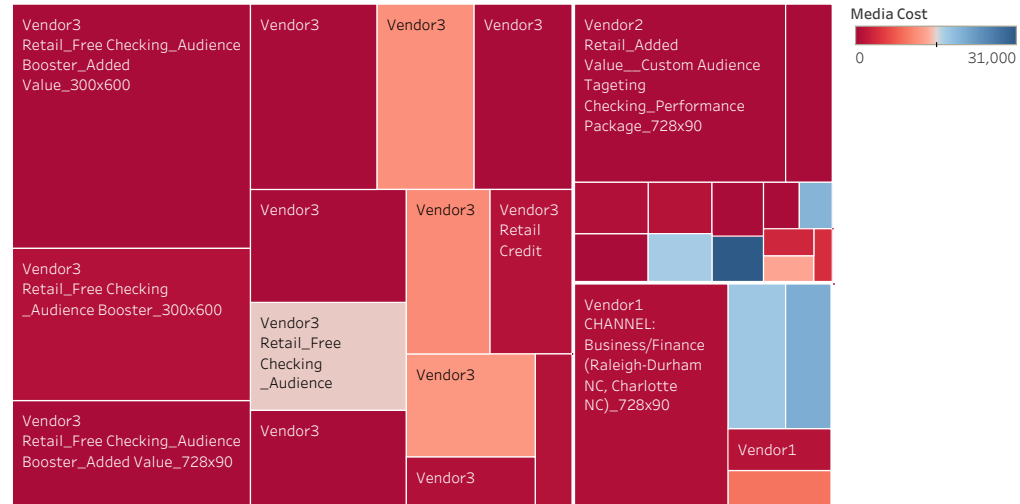 Vendor3
Retail_Free Checking_Audience
Booster_Added
Value_300x600
Vendor3
Retail_Free Checking
_Audience Booster_300x600
Vendor3
Retail_Free Checking_Audience
Booster_Added Value_728x90
Vendor3
Vendor3
Vendor3
Vendor3
Vendor3
Vendor3
Retail
Credit
Vendor3
Retail_Free
Checking
_Audience
Vendor3
Vendor3
Vendor3
Vendor2
Retail_Added
Value__Custom Audience
Tageting
Checking_Performance
Package_728x90
Vendor1
CHANNEL:
Business/Finance
(Raleigh-Durham
NC, Charlotte
NC)_728x90
Vendor1
Media Cost
0
31,000